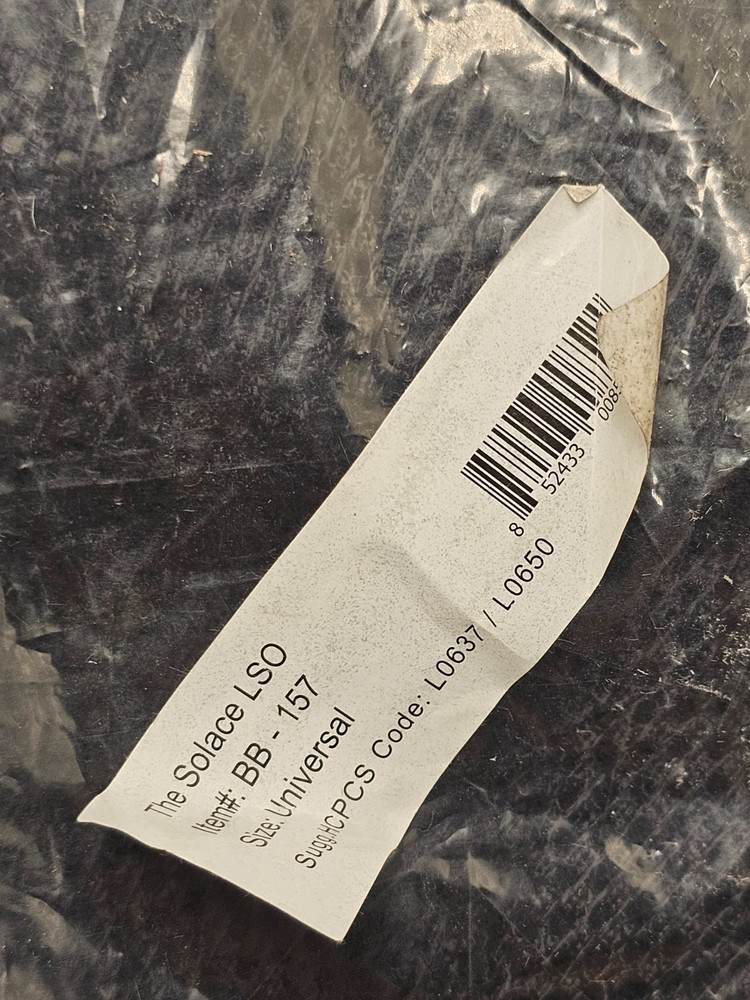 The Solace LSO
Item#: BB - 157
Size: Universal
Sugg.HCPCS Code: L0637 / L0650
8 52433 008